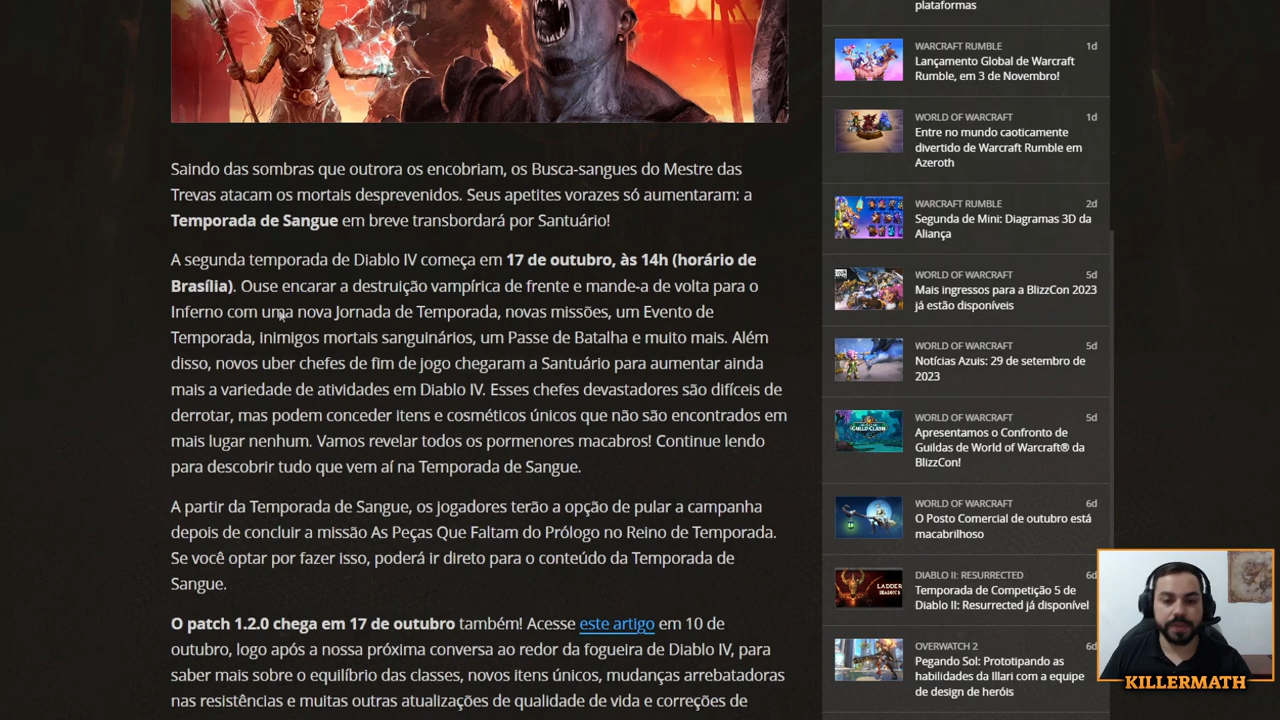 Saindo das sombras que outrora os encobriam, os Busca-sangues do Mestre das
Trevas atacam os mortais desprevenidos. Seus apetites vorazes só aumentaram: a
Temporada de Sangue em breve transbordará por Santuário!
A segunda temporada de Diablo IV começa em 17 de outubro, às 14h (horário de
Brasília). Ouse encarar a destruição vampírica de frente e mande-a de volta para o
Inferno com uma nova Jornada de Temporada, novas missões, um Evento de
Temporada, inimigos mortais sanguinários, um Passe de Batalha e muito mais. Além
disso, novos uber chefes de fim de jogo chegaram a Santuário para aumentar ainda
mais a variedade de atividades em Diablo IV. Esses chefes devastadores são difíceis de
derrotar, mas podem conceder itens e cosméticos únicos que não são encontrados em
mais lugar nenhum. Vamos revelar todos os pormenores macabros! Continue lendo
para descobrir tudo que vem aí na Temporada de Sangue.
A partir da Temporada de Sangue, os jogadores terão a opção de pular a campanha
depois de concluir a missão As Peças Que Faltam do Prólogo no Reino de Temporada.
Se você optar por fazer isso, poderá ir direto para o conteúdo da Temporada de
Sangue.
O patch 1.2.0 chega em 17 de outubro também! Acesse este artigo em 10 de
outubro, logo após a nossa próxima conversa ao redor da fogueira de Diablo IV, para
saber mais sobre o equilíbrio das classes, novos itens únicos, mudanças arrebatadoras
nas resistências e muitas outras atualizações de qualidade de vida e correções de
plataformas
WARCRAFT RUMBLE 1d
Lançamento Global de Warcraft
Rumble, em 3 de Novembro!
WORLD OF WARCRAFT 1d
Entre no mundo caoticamente
divertido de Warcraft Rumble em
Azeroth
WARCRAFT RUMBLE 2d
Segunda de Mini: Diagramas 3D da
Aliança
WORLD OF WARCRAFT 5d
Mais ingressos para a BlizzCon 2023
já estão disponíveis
WORLD OF WARCRAFT 5d
Notícias Azuis: 29 de setembro de
2023
WORLD OF WARCRAFT 5d
Apresentamos o Confronto de
Guildas de World of Warcraft® da
BlizzCon!
WORLD OF WARCRAFT 6d
O Posto Comercial de outubro está
macabrilhoso
DIABLO II: RESURRECTED 6d
Temporada de Competição 5 de
Diablo II: Resurrected já disponível
OVERWATCH 2 6d
Pegando Sol: Prototipando as
habilidades da Illari com a equipe
de design de heróis
KILLERMATH